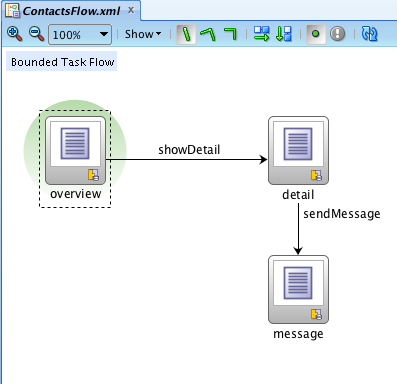 ContactsFlow.xml
100% Show
Bounded Task Flow
showDetail
overview
detail
sendMessage
message